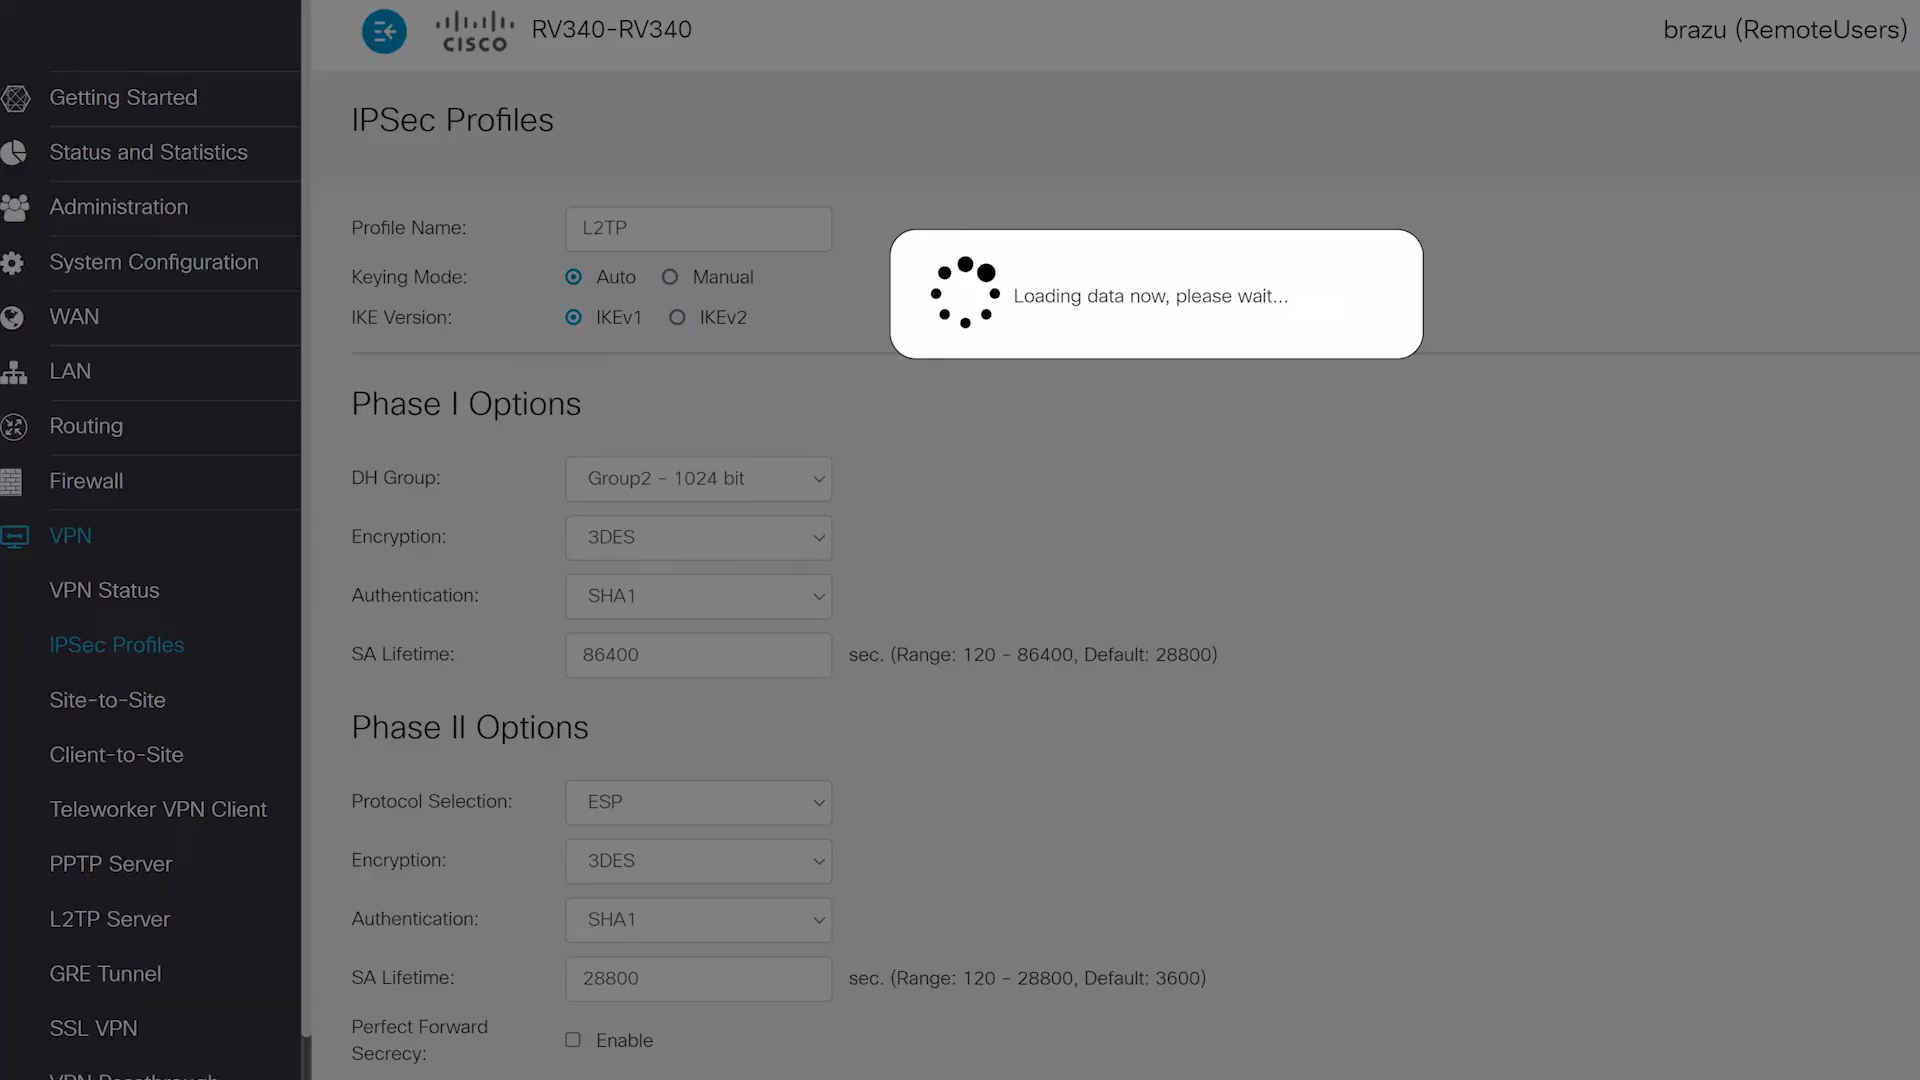 CISCO
RV340-RV340
brazu (RemoteUsers)
Getting Started
Status and Statistics
Administration
System Configuration
WAN
LAN
Routing
Firewall
VPN
VPN Status
IPSec Profiles
Site-to-Site
Client-to-Site
Teleworker VPN Client
PPTP Server
L2TP Server
GRE Tunnel
SSL VPN
VPN Passthrough
IPSec Profiles
Profile Name: L2TP
Keying Mode: Auto Manual
IKE Version: IKEv1 IKEv2
Loading data now, please wait...
Phase I Options
DH Group: Group2 - 1024 bit
Encryption: 3DES
Authentication: SHA1
SA Lifetime: 86400 sec. (Range: 120 - 86400, Default: 28800)
Phase II Options
Protocol Selection: ESP
Encryption: 3DES
Authentication: SHA1
SA Lifetime: 28800 sec. (Range: 120 - 28800, Default: 3600)
Perfect Forward
Secrecy: Enable